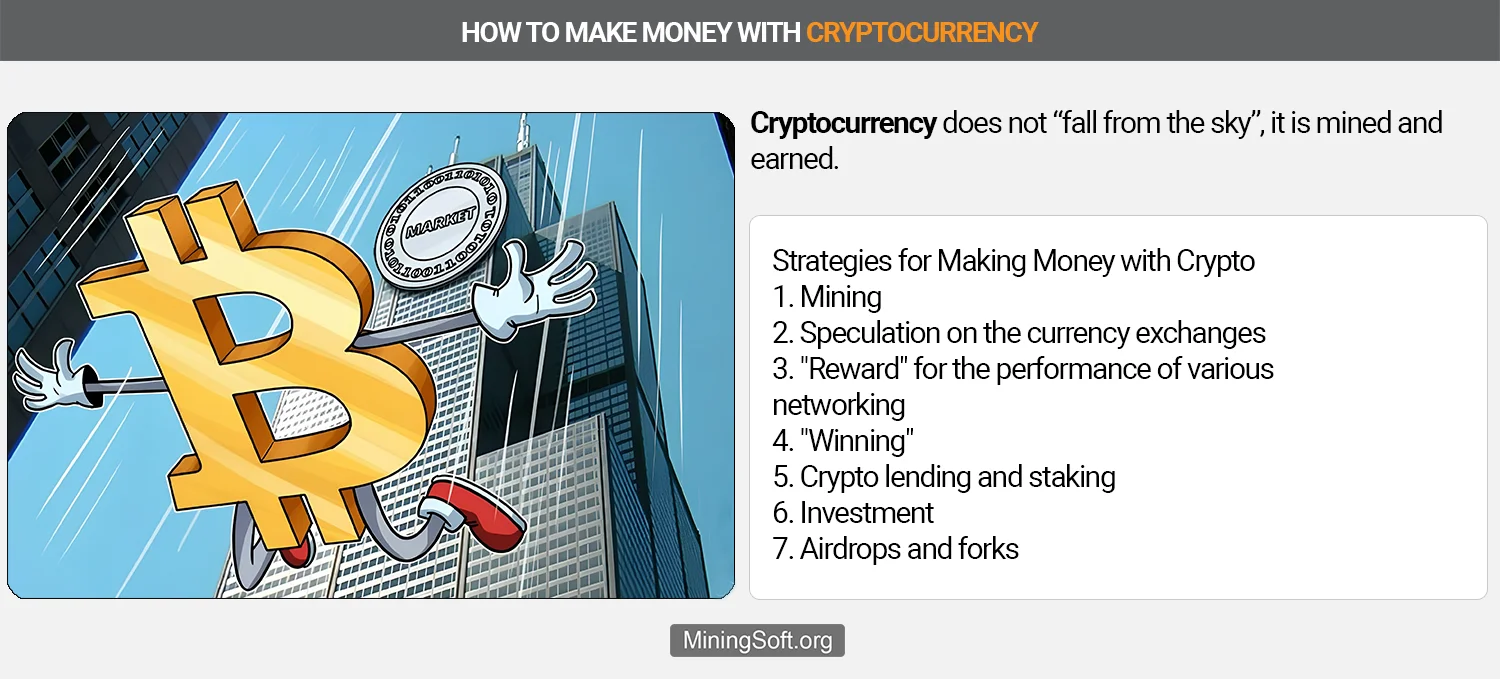 HOW TO MAKE MONEY WITH CRYPTOCURRENCY
MARKET
Cryptocurrency does not “fall from the sky”, it is mined and
earned.
Strategies for Making Money with Crypto
1. Mining
2. Speculation on the currency exchanges
3. "Reward" for the performance of various
networking
4. "Winning"
5. Crypto lending and staking
6. Investment
7. Airdrops and forks
MiningSoft.org